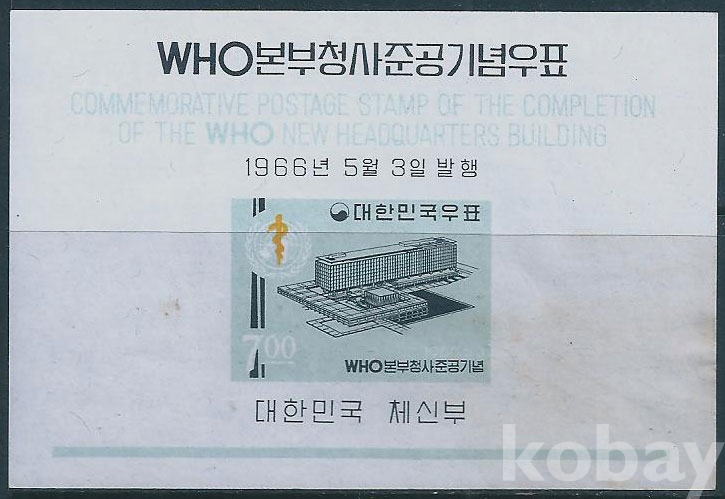 WHO본부청사준공기념우표
COMMEMORATIVE POSTAGE STAMP OF THE COMPLETION
OF THE WHO NEW HEADQUARTERS BUILDING
1966년 5월 3일 발행
대한민국우표
7.00
WHO본부청사준공기념
대한민국 체신부
kobay